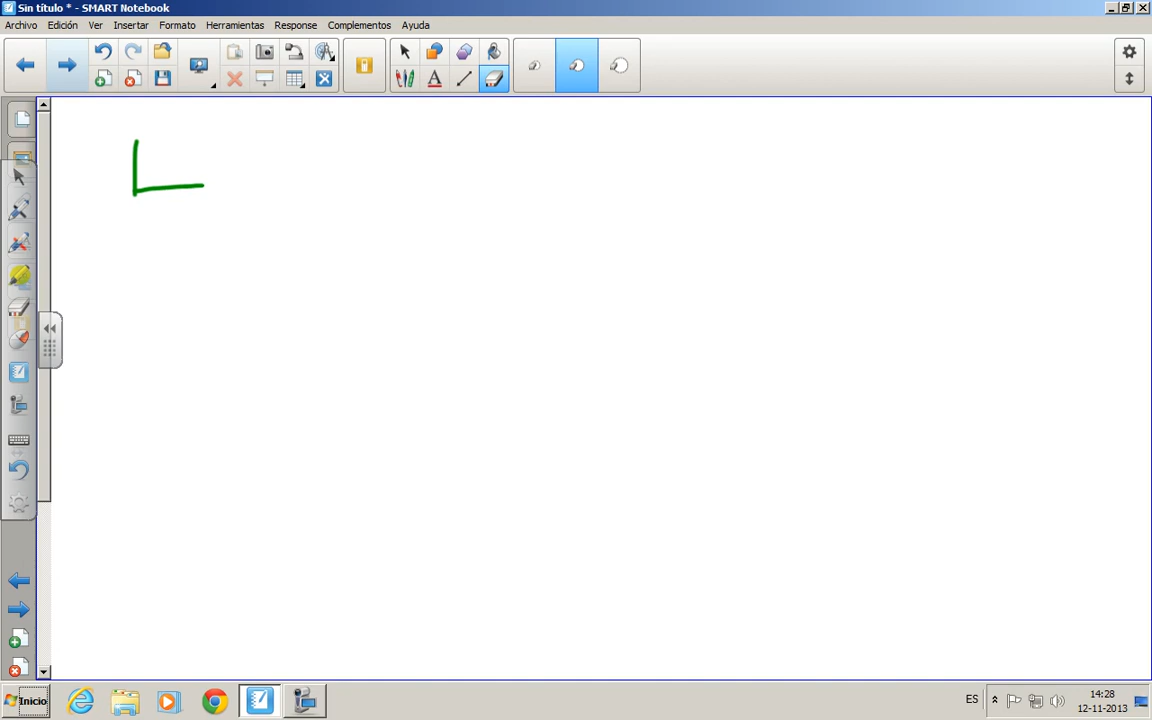 Sin título * - SMART Notebook
Archivo Edición Ver Insertar Formato Herramientas Response Complementos Ayuda
L
Inicio
ES
14:28
12-11-2013